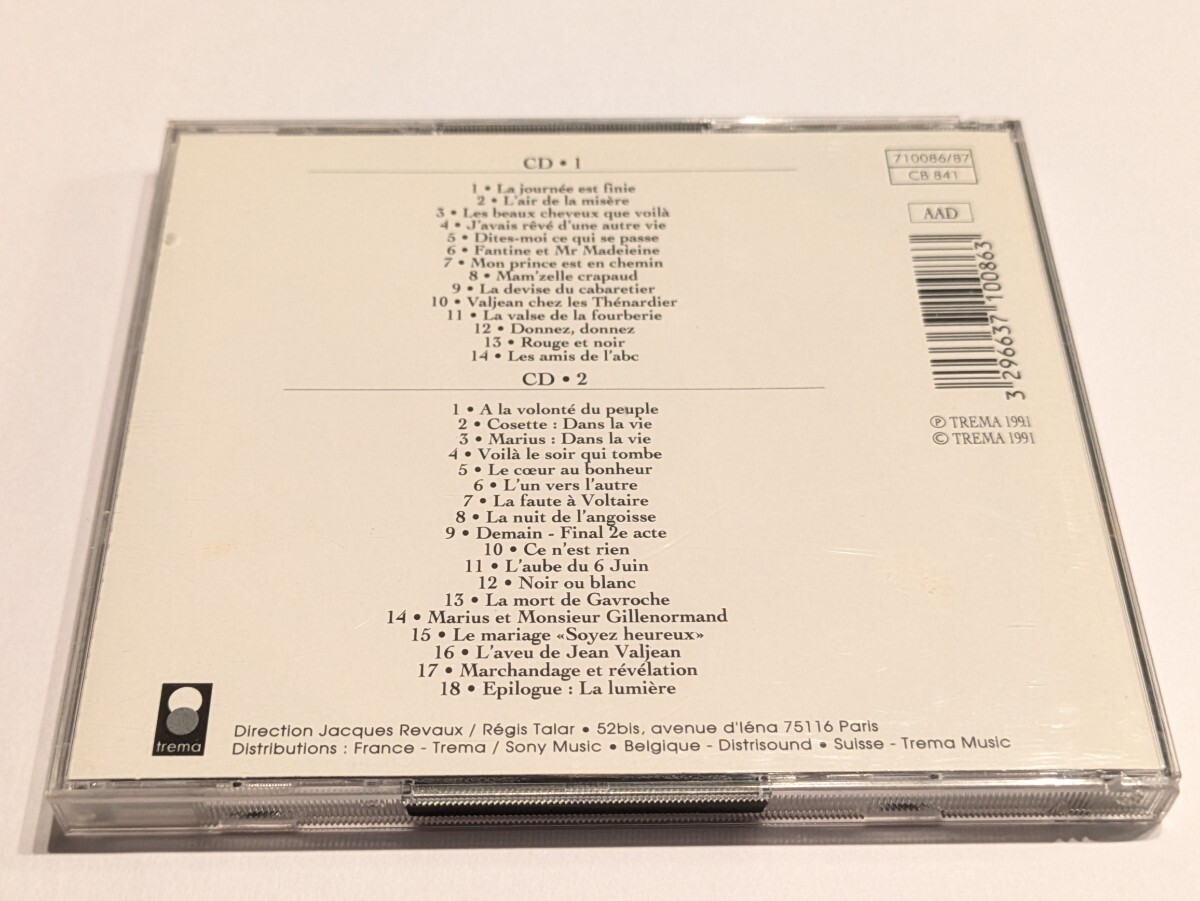 CD • 1
1 • La journée est finie
2 • L'air de la misère
3 • Les beaux cheveux que voilà
4 • J'avais rêvé d'une autre vie
5 • Dites-moi ce qui se passe
6 • Fantine et Mr Madeleine
7 • Mon prince est en chemin
8 • Mam'zelle crapaud
9 • La devise du cabaretier
10 • Valjean chez les Thénardier
11 • La valse de la fourberie
12 • Donnez, donnez
13 • Rouge et noir
14 • Les amis de l'abc
CD • 2
1 • A la volonté du peuple
2 • Cosette : Dans la vie
3 • Marius : Dans la vie
4 • Voilà le soir qui tombe
5 • Le cœur au bonheur
6 • L'un vers l'autre
7 • La faute à Voltaire
8 • La nuit de l'angoisse
9 • Demain - Final 2e acte
10 • Ce n'est rien
11 • L'aube du 6 Juin
12 • Noir ou blanc
13 • La mort de Gavroche
14 • Marius et Monsieur Gillenormand
15 • Le mariage «Soyez heureux»
16 • L'aveu de Jean Valjean
17 • Marchandage et révélation
18 • Epilogue : La lumière
710086/87
CB 841
AAD
3 296637 100863
℗ TREMA 1991
© TREMA 1991
trema
Direction Jacques Revaux / Régis Talar • 52bis, avenue d'Iéna 75116 Paris
Distributions : France - Trema / Sony Music • Belgique - Distrisound • Suisse - Trema Music